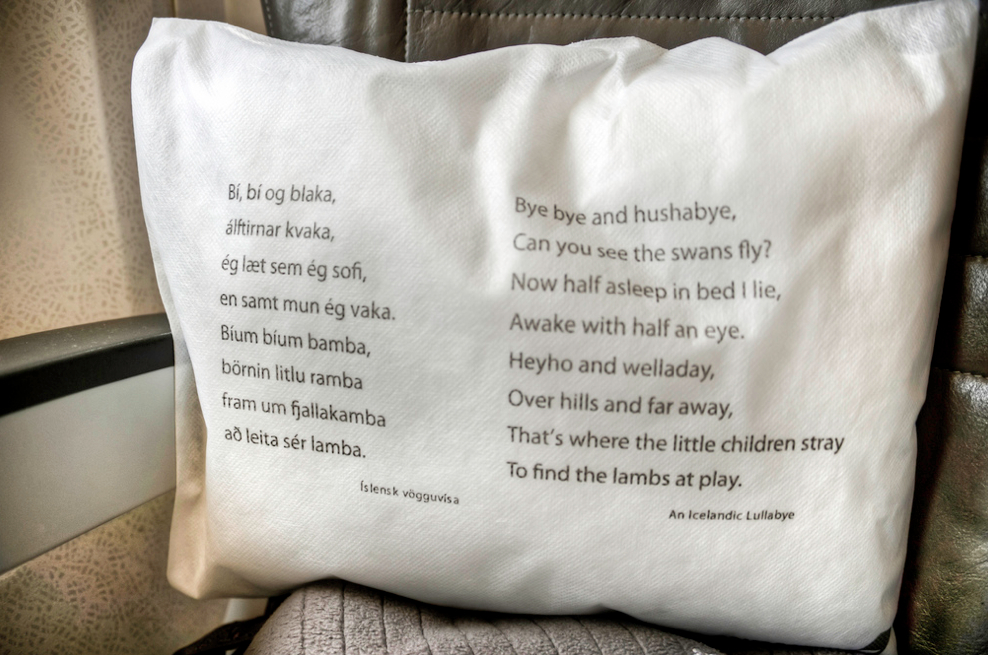 Bí, bí og blaka,
álftirnar kvaka,
ég læt sem ég sofi,
en samt mun ég vaka.
Bíum bíum bamba,
börnin litlu ramba
fram um fjallakamba
að leita sér lamba.
Íslensk vögguvísa
Bye bye and hushabye,
Can you see the swans fly?
Now half asleep in bed I lie,
Awake with half an eye.
Heyho and welladay,
Over hills and far away,
That's where the little children stray
To find the lambs at play.
An Icelandic Lullabye